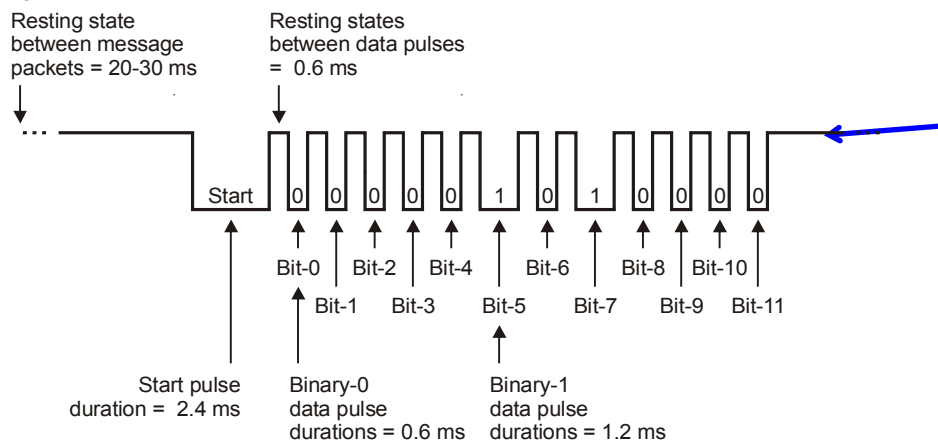 Resting state
between message
packets = 20-30 ms
Resting states
between data pulses
= 0.6 ms
Start 0 0 0 0 0 1 0 1 0 0 0 0
Bit-0 Bit-2 Bit-4 Bit-6 Bit-8 Bit-10
Bit-1 Bit-3 Bit-5 Bit-7 Bit-9 Bit-11
Start pulse
duration = 2.4 ms
Binary-0
data pulse
durations = 0.6 ms
Binary-1
data pulse
durations = 1.2 ms